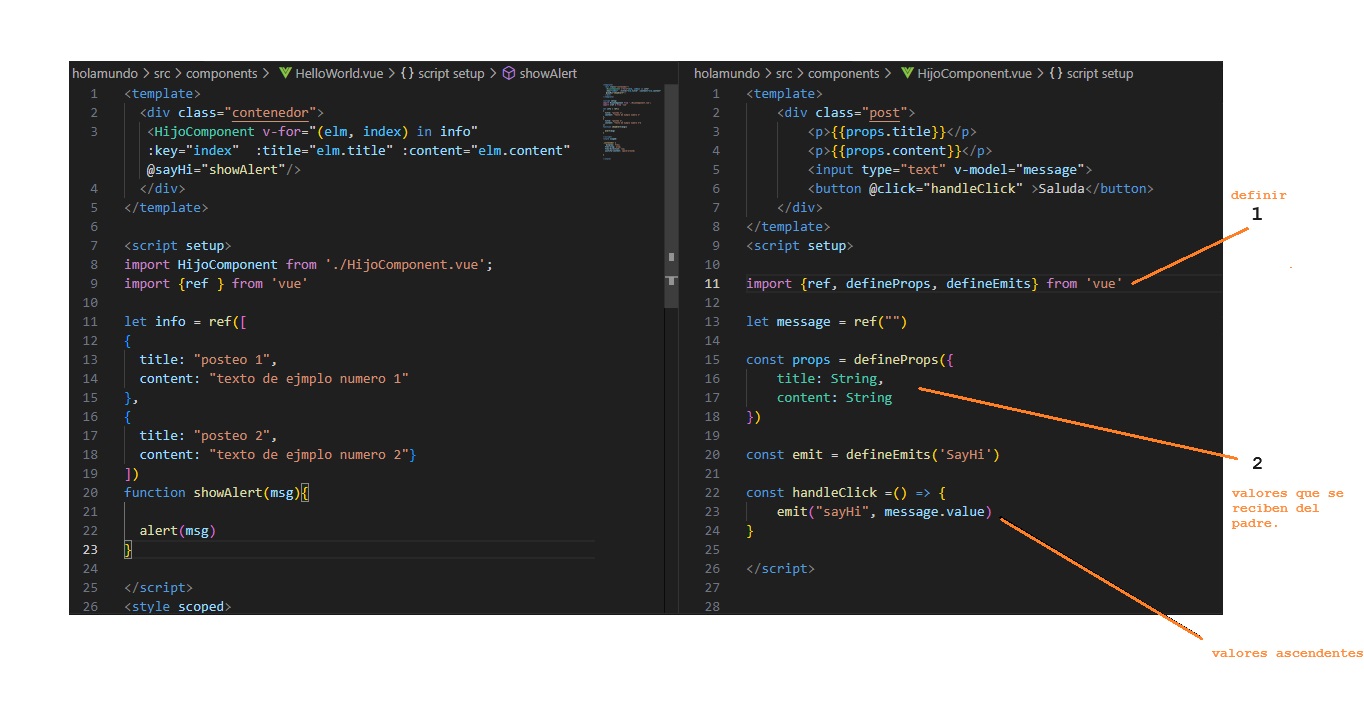 holamundo > src > components > HelloWorld.vue > {} script setup > showAlert
1 <template>
2 <div class="contenedor">
3 <HijoComponent v-for="(elm, index) in info"
:key="index" :title="elm.title" :content="elm.content"
@sayHi="showAlert"/>
4 </div>
5 </template>
6
7 <script setup>
8 import HijoComponent from './HijoComponent.vue';
9 import {ref } from 'vue'
10
11 let info = ref([
12 {
13 title: "posteo 1",
14 content: "texto de ejmplo numero 1"
15 },
16 {
17 title: "posteo 2",
18 content: "texto de ejmplo numero 2"}
19 ])
20 function showAlert(msg){
21
22 alert(msg)
23 }
24
25 </script>
26 <style scoped>
holamundo > src > components > HijoComponent.vue > {} script setup
1 <template>
2 <div class="post">
3 <p>{{props.title}}</p>
4 <p>{{props.content}}</p>
5 <input type="text" v-model="message">
6 <button @click="handleClick" >Saluda</button>
7 </div>
8 </template>
9 <script setup>
10
11 import {ref, defineProps, defineEmits} from 'vue'
12
13 let message = ref("")
14
15 const props = defineProps({
16 title: String,
17 content: String
18 })
19
20 const emit = defineEmits('SayHi')
21
22 const handleClick =() => {
23 emit("sayHi", message.value)
24 }
25
26 </script>
27
28
definir
1
2
valores que se
reciben del
padre.
valores ascendentes